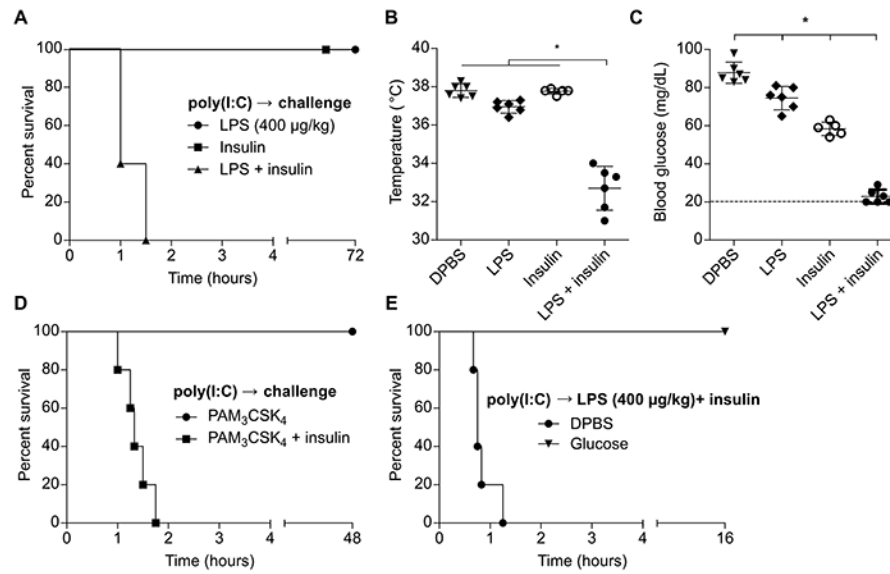 A
100
80
60
40
20
0
Percent survival
poly(I:C) → challenge
LPS (400 µg/kg)
Insulin
LPS + insulin
0 1 2 3 4 72
Time (hours)
B
40
38
36
34
32
30
Temperature (°C)
*
DPBS
LPS
Insulin
LPS + insulin
C
100
80
60
40
20
0
Blood glucose (mg/dL)
*
DPBS
LPS
Insulin
LPS + insulin
D
100
80
60
40
20
0
Percent survival
poly(I:C) → challenge
PAM₃CSK₄
PAM₃CSK₄ + insulin
0 1 2 3 4 48
Time (hours)
E
100
80
60
40
20
0
Percent survival
poly(I:C) → LPS (400 µg/kg)+ insulin
DPBS
Glucose
0 1 2 3 4 16
Time (hours)